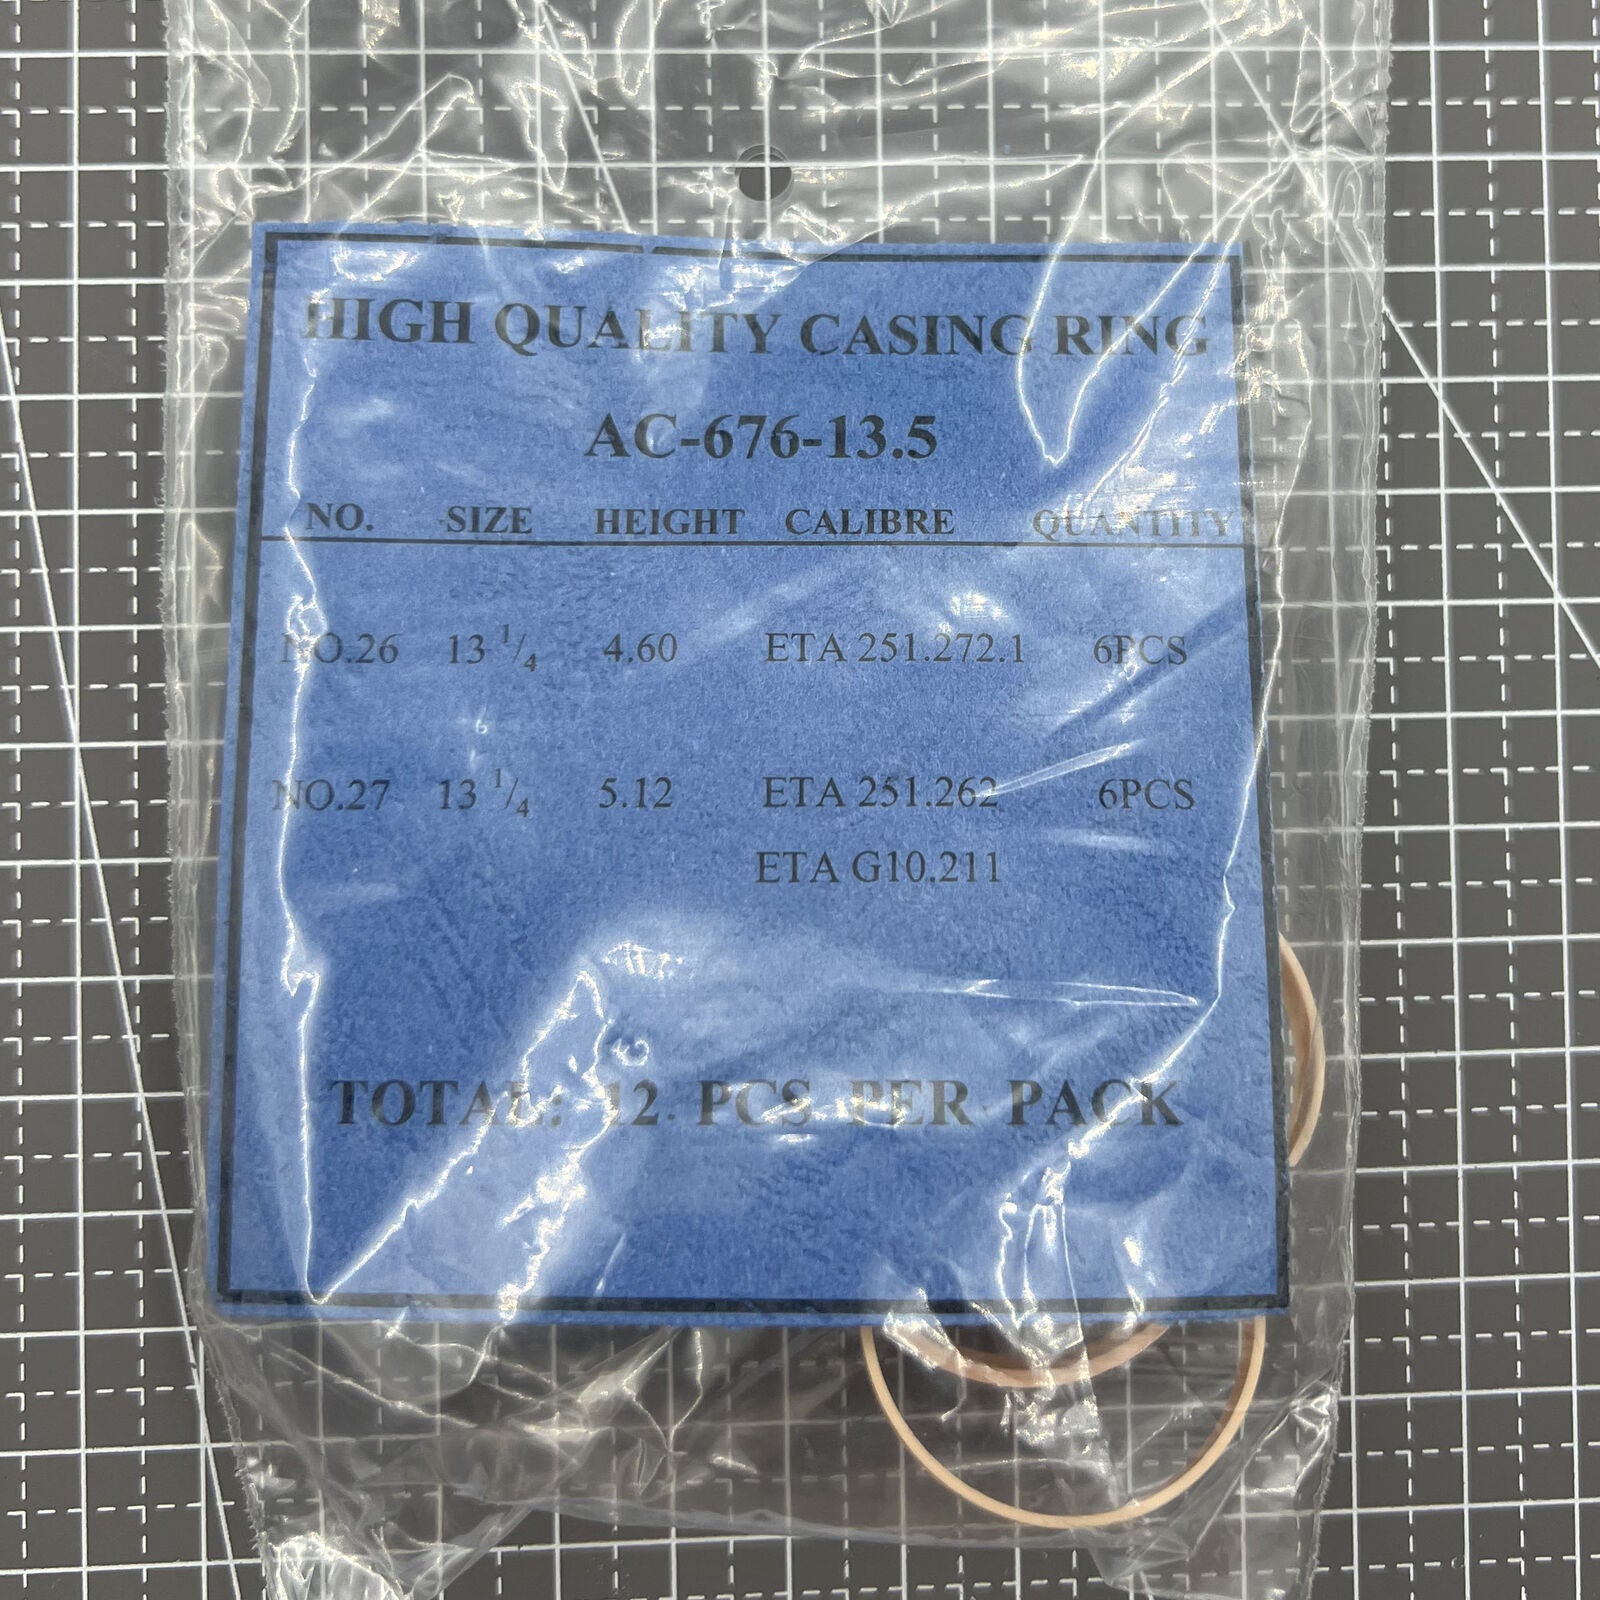 HIGH QUALITY CASING RING
AC-676-13.5
NO. SIZE HEIGHT CALIBRE QUANTITY
NO.26 13 1/4 4.60 ETA 251.272.1 6PCS
NO.27 13 1/4 5.12 ETA 251.262 6PCS
ETA G10.211
TOTAL: 12 PCS PER PACK